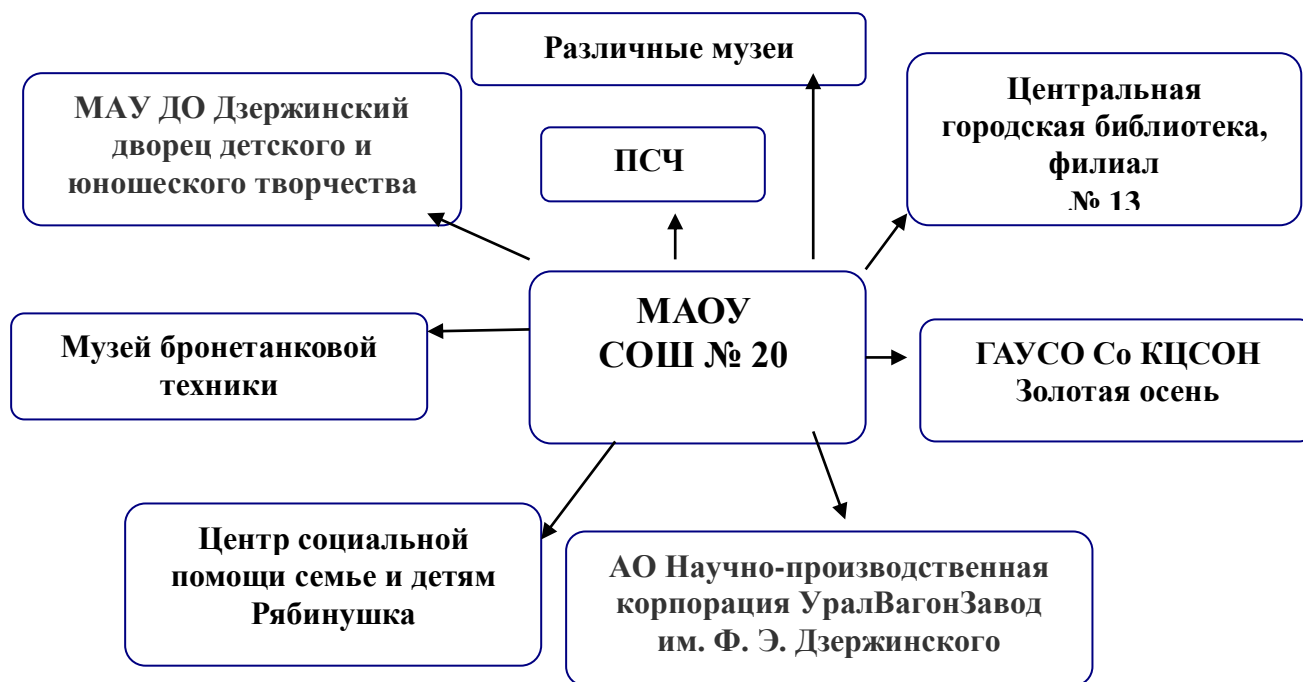 Различные музеи
МАУ ДО Дзержинский
дворец детского и
юношеского творчества
ПСЧ
Центральная
городская библиотека,
филиал
№ 13
МАОУ
СОШ № 20
Музей бронетанковой
техники
ГАУСО Со КЦСОН
Золотая осень
Центр социальной
помощи семье и детям
Рябинушка
АО Научно-производственная
корпорация УралВагонЗавод
им. Ф. Э. Дзержинского